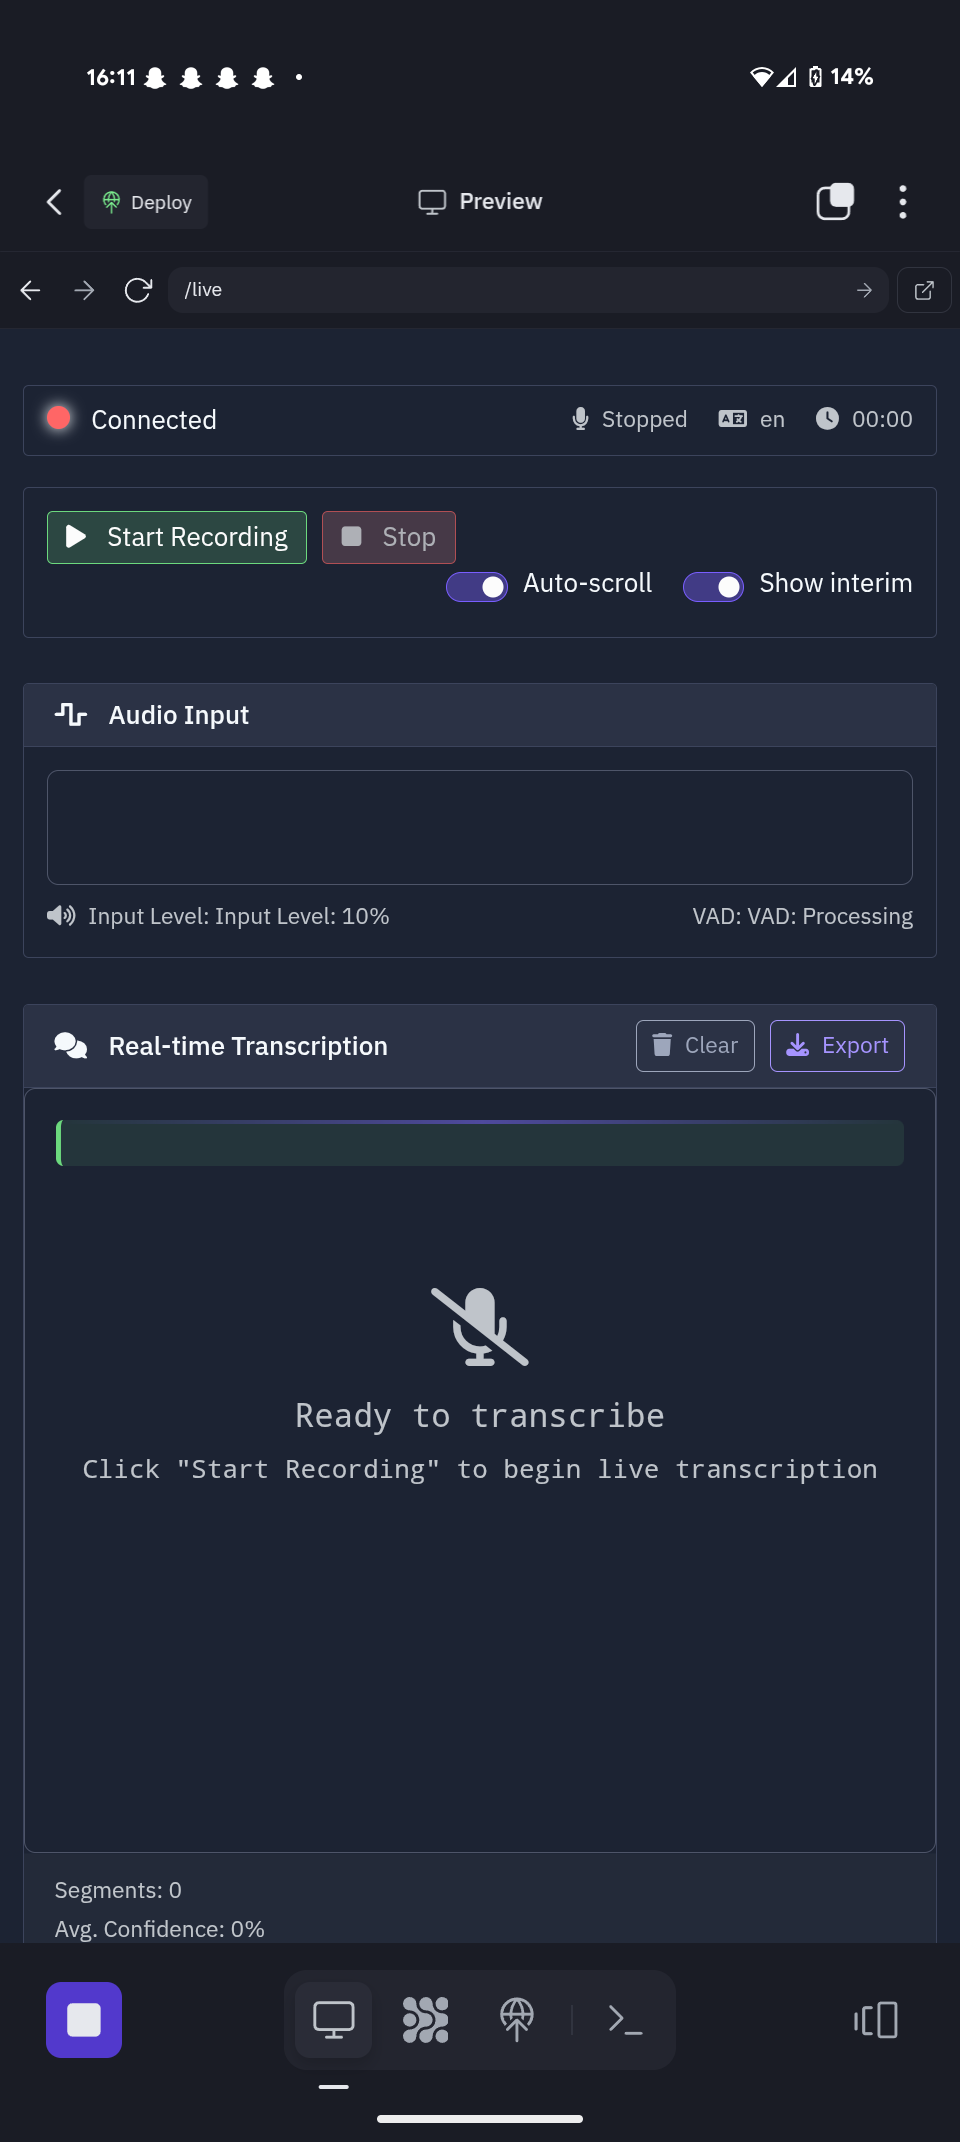 16:11
14%
Deploy
Preview
/live
Connected
Stopped
en
00:00
Start Recording
Stop
Auto-scroll
Show interim
Audio Input
Input Level: Input Level: 10%
VAD: VAD: Processing
Real-time Transcription
Clear
Export
Ready to transcribe
Click "Start Recording" to begin live transcription
Segments: 0
Avg. Confidence: 0%